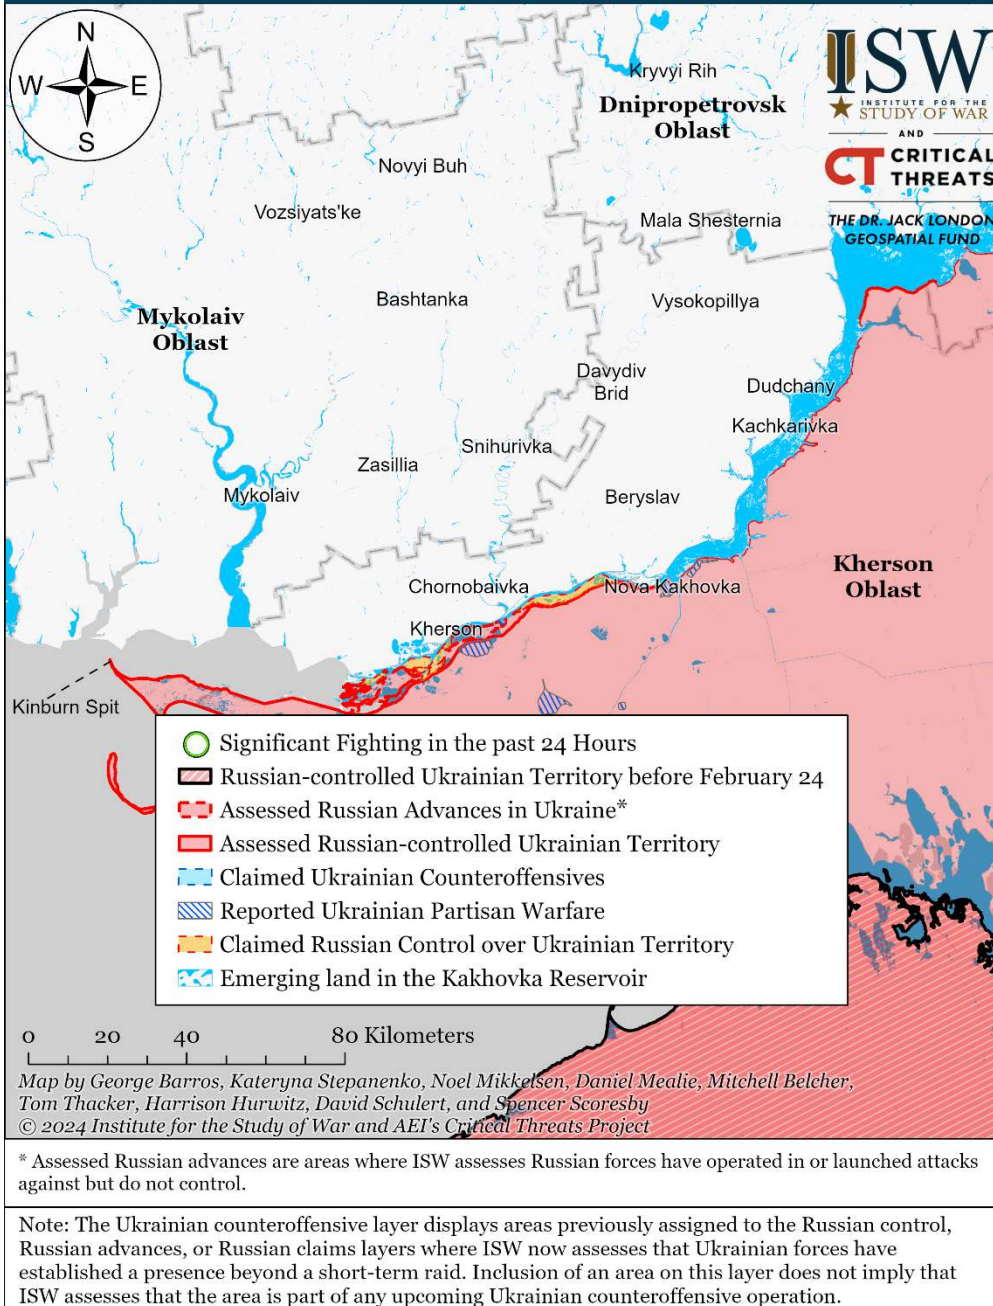 N
W
E
S
Kryvyi Rih
Dnipropetrovsk
Oblast
ISW
INSTITUTE FOR THE
STUDY OF WAR
AND
CT CRITICAL
THREATS
THE DR. JACK LONDON
GEOSPATIAL FUND
Novyi Buh
Vozsiyats'ke
Mala Shesternia
Bashtanka
Vysokopillya
Mykolaiv
Oblast
Davydiv
Brid
Dudchany
Kachkarivka
Snihurivka
Zasillia
Mykolaiv
Beryslav
Kherson
Oblast
Chornobaivka
Nova Kakhovka
Kherson
Kinburn Spit
Significant Fighting in the past 24 Hours
Russian-controlled Ukrainian Territory before February 24
Assessed Russian Advances in Ukraine*
Assessed Russian-controlled Ukrainian Territory
Claimed Ukrainian Counteroffensives
Reported Ukrainian Partisan Warfare
Claimed Russian Control over Ukrainian Territory
Emerging land in the Kakhovka Reservoir
0 20 40 80 Kilometers
Map by George Barros, Kateryna Stepanenko, Noel Mikkelsen, Daniel Mealie, Mitchell Belcher,
Tom Thacker, Harrison Hurwitz, David Schulert, and Spencer Scoresby
© 2024 Institute for the Study of War and AEI's Critical Threats Project
* Assessed Russian advances are areas where ISW assesses Russian forces have operated in or launched attacks
against but do not control.
Note: The Ukrainian counteroffensive layer displays areas previously assigned to the Russian control,
Russian advances, or Russian claims layers where ISW now assesses that Ukrainian forces have
established a presence beyond a short-term raid. Inclusion of an area on this layer does not imply that
ISW assesses that the area is part of any upcoming Ukrainian counteroffensive operation.